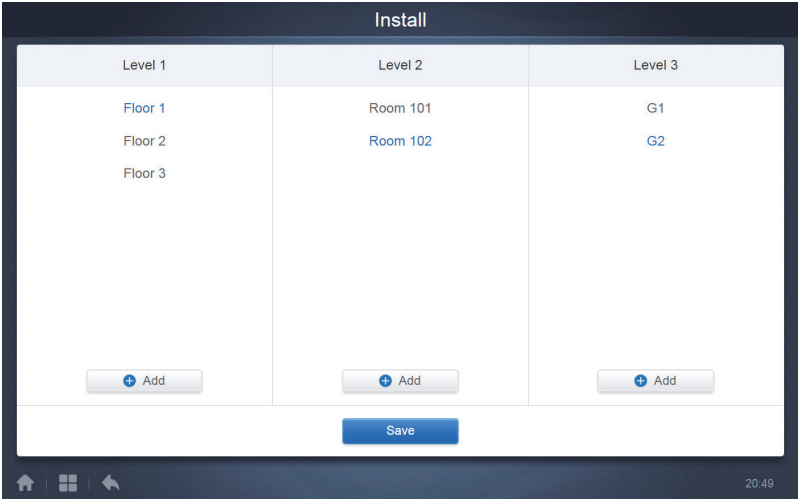 Install
Level 1 Level 2 Level 3
Floor 1 Room 101 G1
Floor 2 Room 102 G2
Floor 3
Add Add Add
Save
20:49